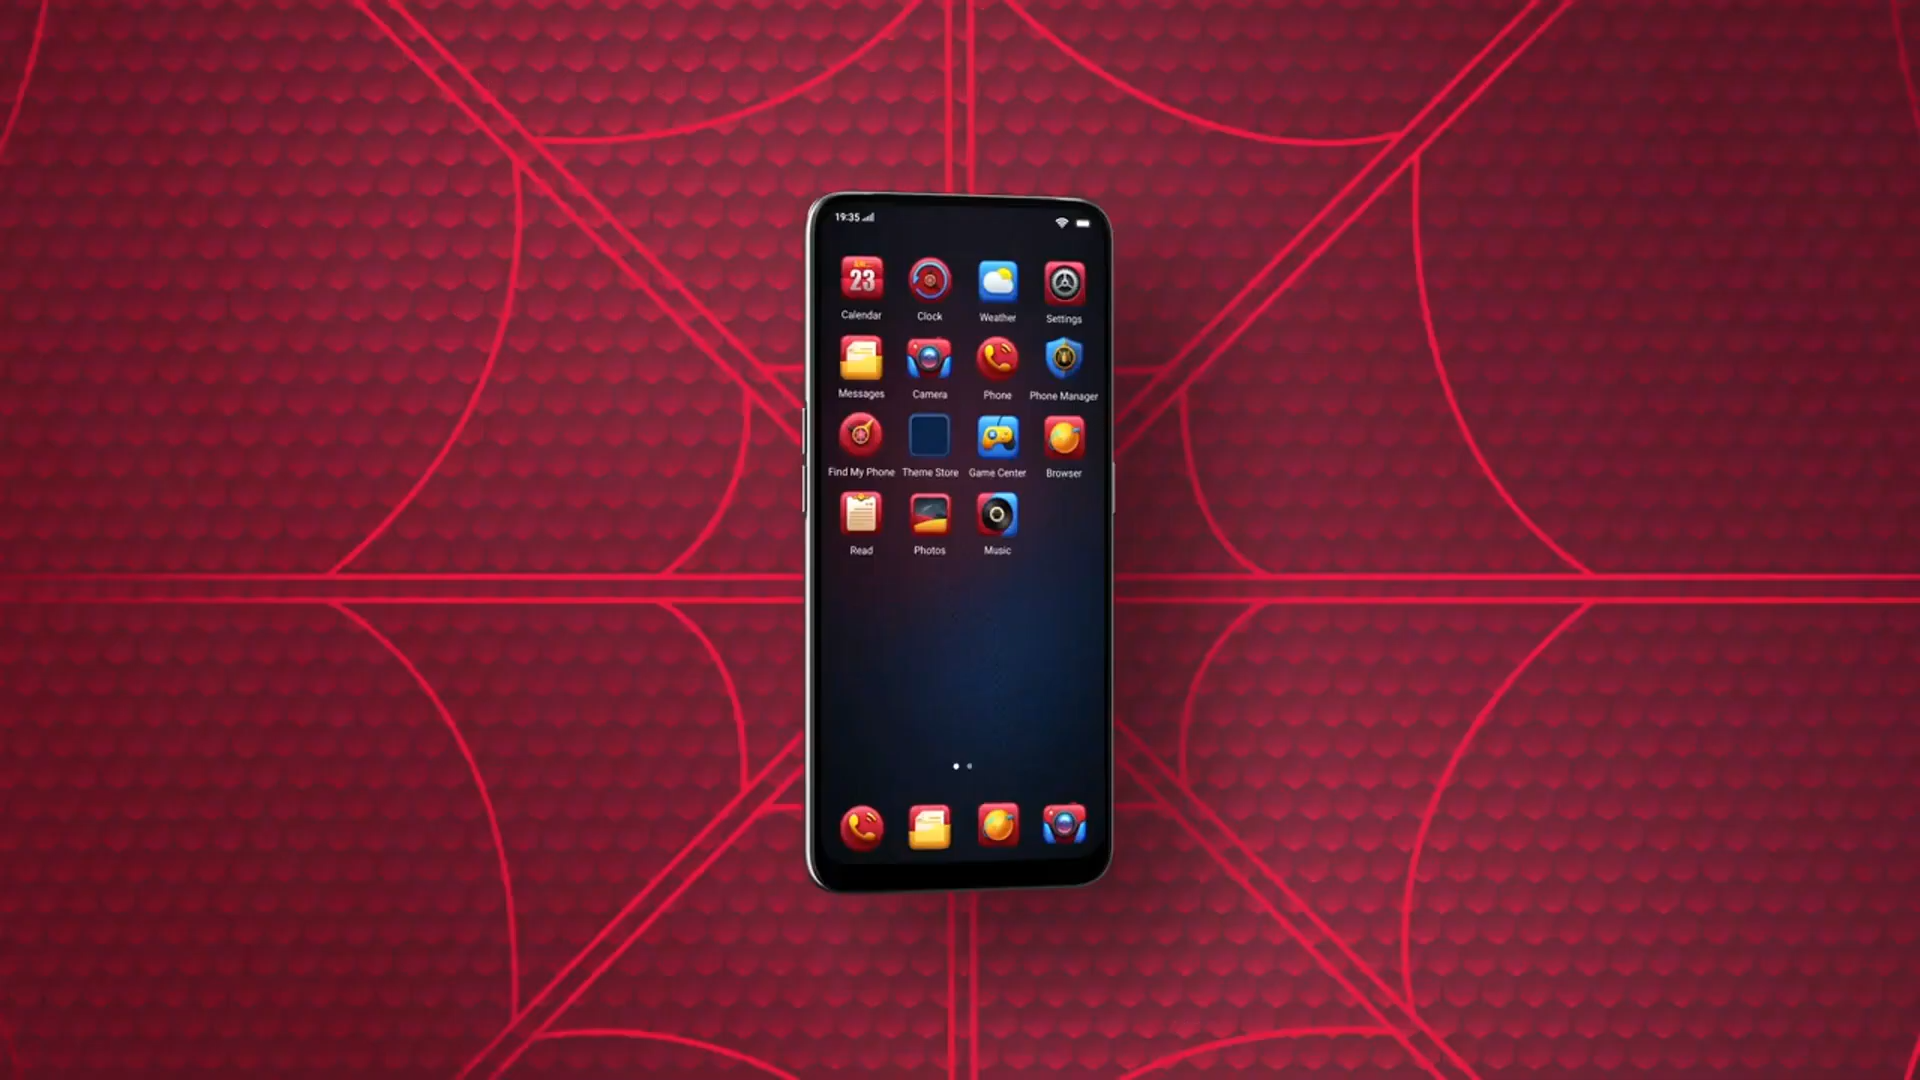 19:35
23
Calendar Clock Weather Settings
Messages Camera Phone Phone Manager
Find My Phone Theme Store Game Center Browser
Read Photos Music